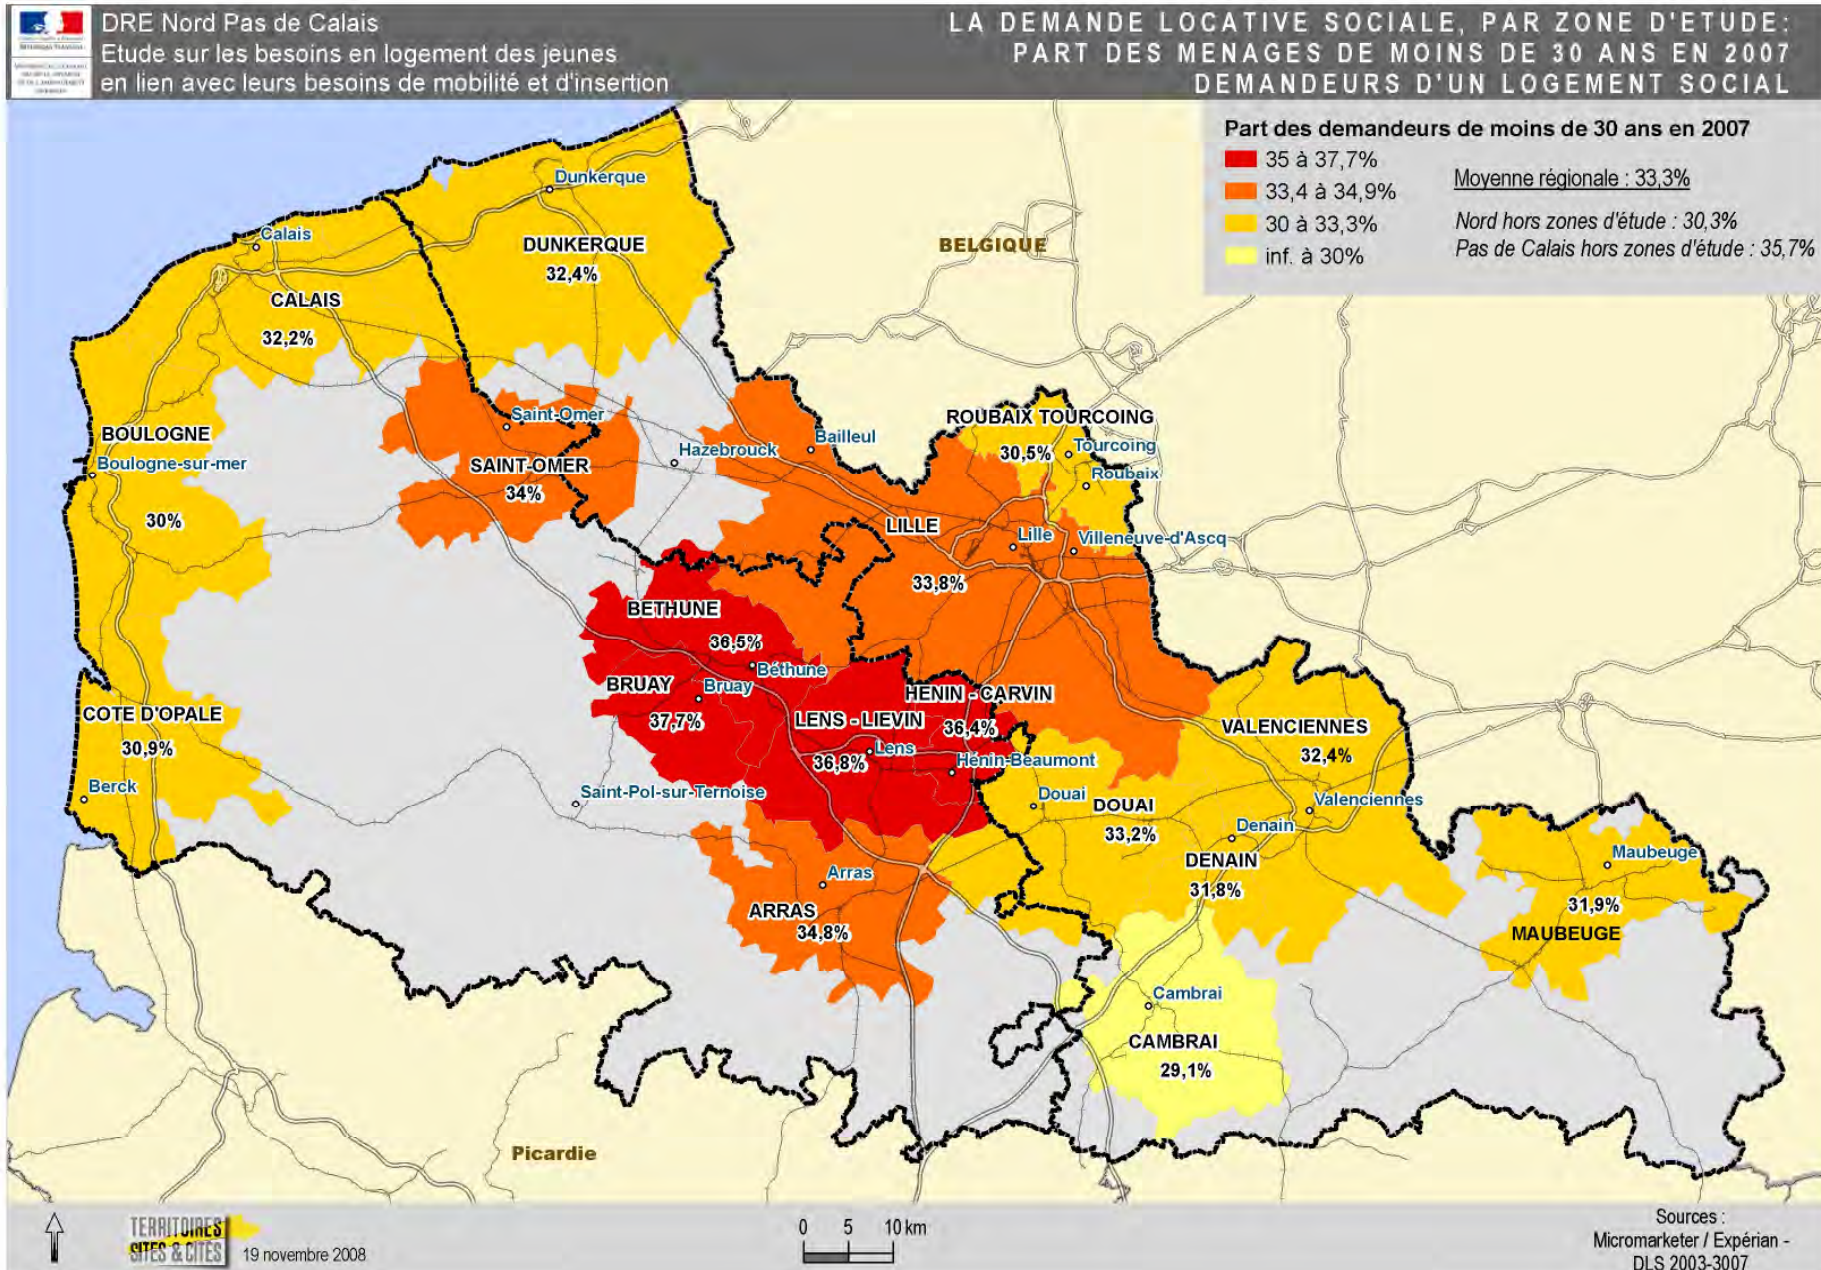 DRE Nord Pas de Calais
Etude sur les besoins en logement des jeunes
en lien avec leurs besoins de mobilité et d'insertion
LA DEMANDE LOCATIVE SOCIALE, PAR ZONE D'ETUDE:
PART DES MENAGES DE MOINS DE 30 ANS EN 2007
DEMANDEURS D'UN LOGEMENT SOCIAL
Part des demandeurs de moins de 30 ans en 2007
35 à 37,7%
33,4 à 34,9%
30 à 33,3%
inf. à 30%
Moyenne régionale : 33,3%
Nord hors zones d'étude : 30,3%
Pas de Calais hors zones d'étude : 35,7%
Dunkerque
DUNKERQUE
32,4%
Calais
CALAIS
32,2%
BELGIQUE
BOULOGNE
Boulogne-sur-mer
30%
Saint-Omer
SAINT-OMER
34%
Hazebrouck
Bailleul
ROUBAIX TOURCOING
30,5%
Tourcoing
Roubaix
LILLE
Lille
Villeneuve-d'Ascq
33,8%
BETHUNE
36,5%
Béthune
BRUAY
Bruay
37,7%
LENS - LIEVIN
Lens
36,8%
HENIN - CARVIN
36,4%
Hénin-Beaumont
COTE D'OPALE
30,9%
Berck
Saint-Pol-sur-Ternoise
VALENCIENNES
32,4%
Valenciennes
Douai
DOUAI
33,2%
Denain
DENAIN
31,8%
Maubeuge
31,9%
MAUBEUGE
Arras
ARRAS
34,8%
Cambrai
CAMBRAI
29,1%
Picardie
TERRITOIRES
SITES & CITÉS
19 novembre 2008
0 5 10 km
Sources :
Micromarketer / Expérian -
DLS 2003-3007